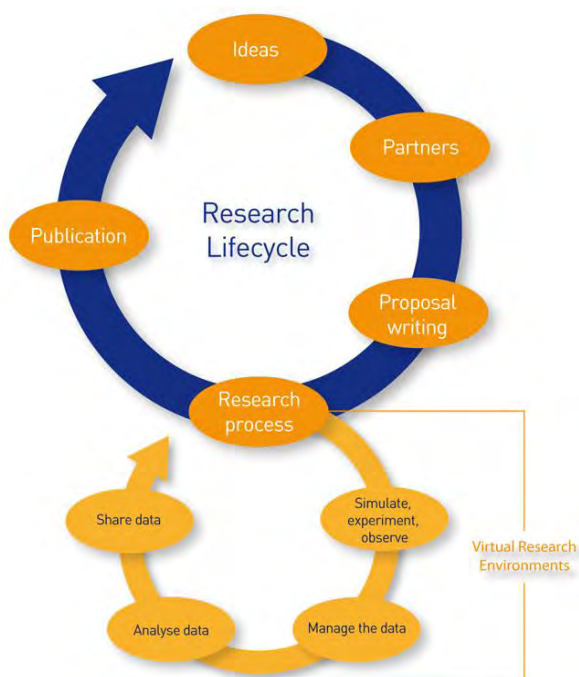 Ideas
Partners
Research
Lifecycle
Publication
Proposal
writing
Research
process
Simulate,
experiment,
observe
Share data
Virtual Research
Environments
Manage the data
Analyse data